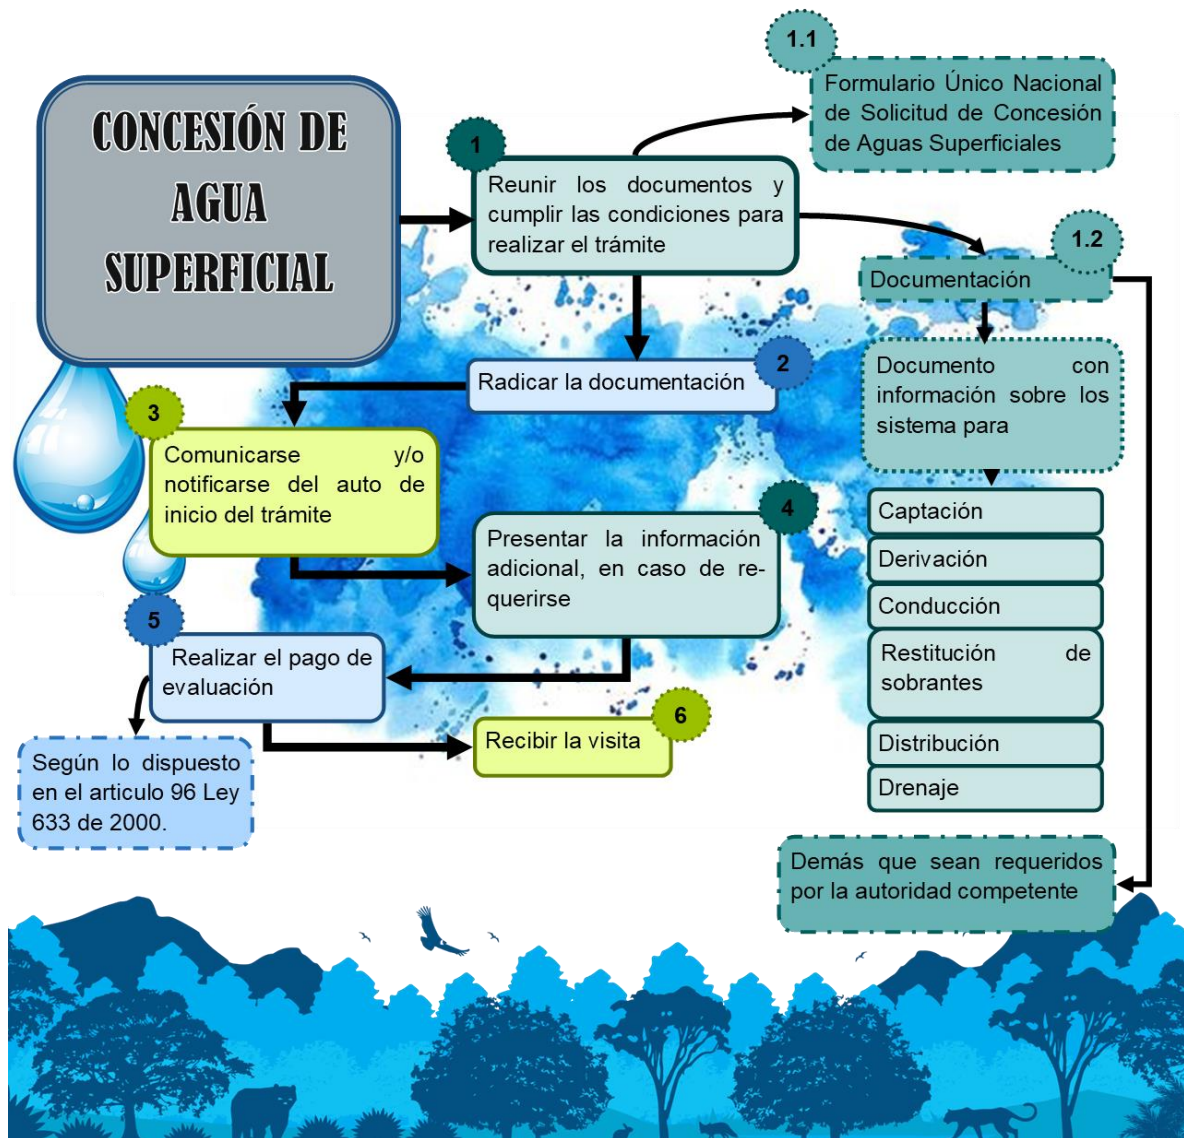 CONCESIÓN DE
AGUA
SUPERFICIAL
1
Reunir los documentos y
cumplir las condiciones para
realizar el trámite
1.1
Formulario Único Nacional
de Solicitud de Concesión
de Aguas Superficiales
1.2
Documentación
Documento con
información sobre los
sistema para
Captación
Derivación
Conducción
Restitución de
sobrantes
Distribución
Drenaje
Demás que sean requeridos
por la autoridad competente
2
Radicar la documentación
3
Comunicarse y/o
notificarse del auto de
inicio del trámite
4
Presentar la información
adicional, en caso de re-
querirse
5
Realizar el pago de
evaluación
Según lo dispuesto
en el articulo 96 Ley
633 de 2000.
6
Recibir la visita